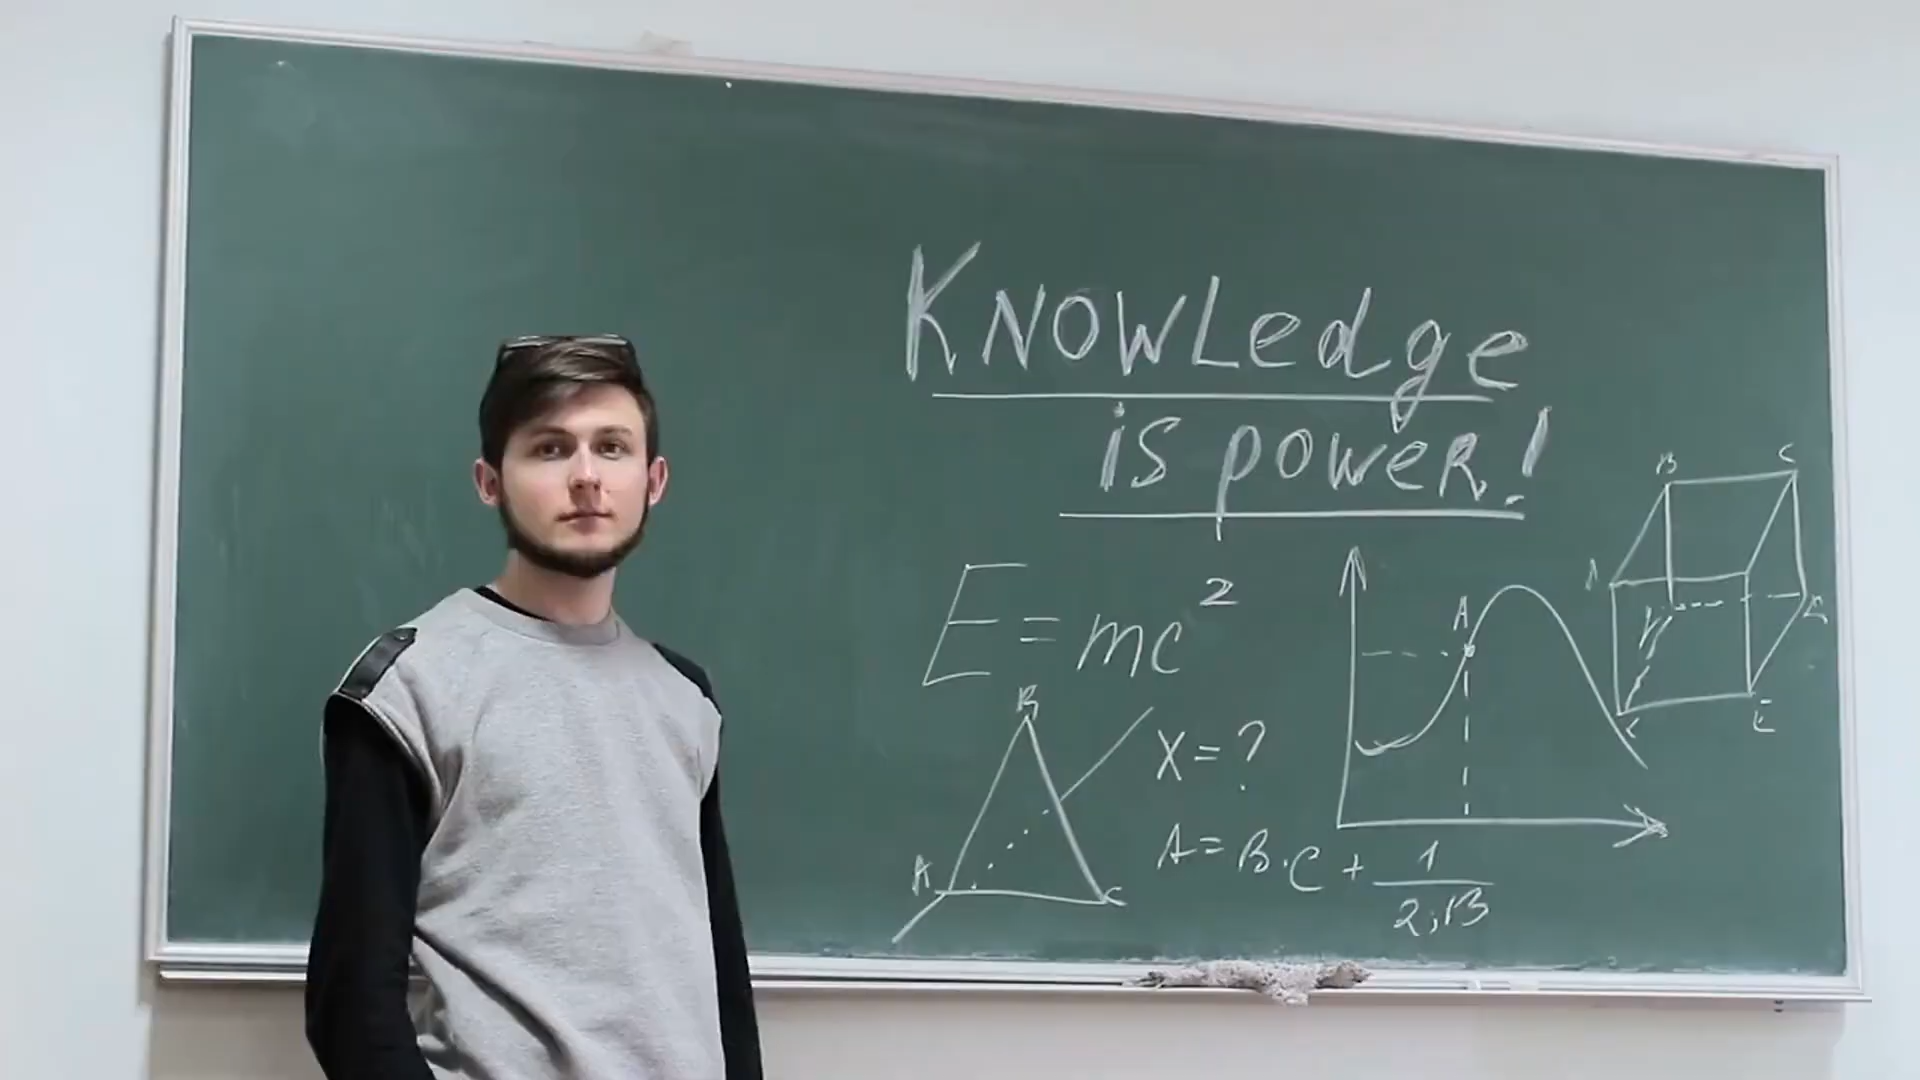 Knowledge
is power!
E = mc²
B
A
C
X = ?
A = B · C + 1
2,13
A
B
C
A
E